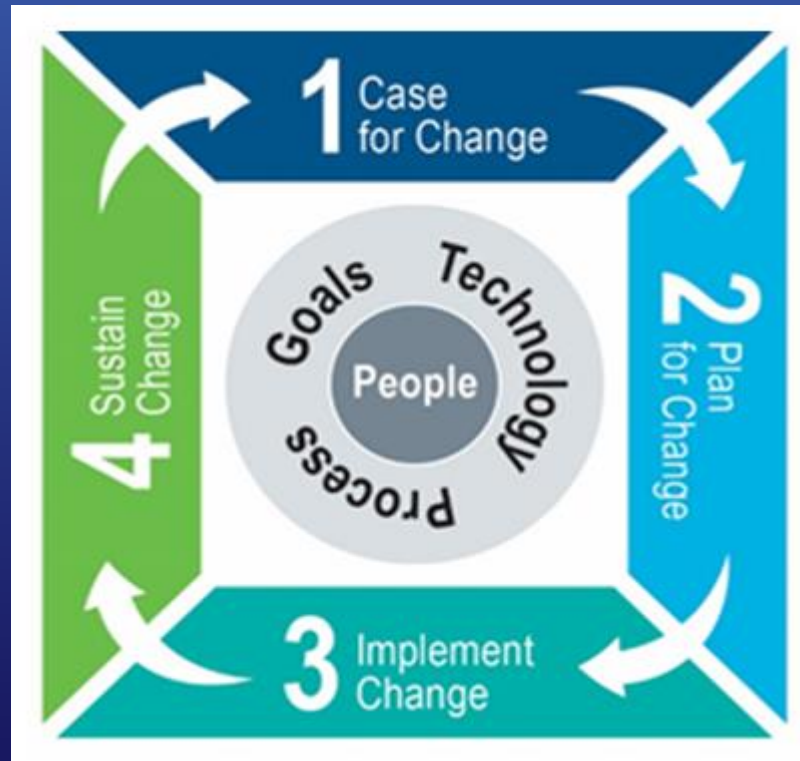 1 Case
for Change
2 Plan
for Change
3 Implement
Change
4 Sustain
Change
Goals
Technology
Process
People